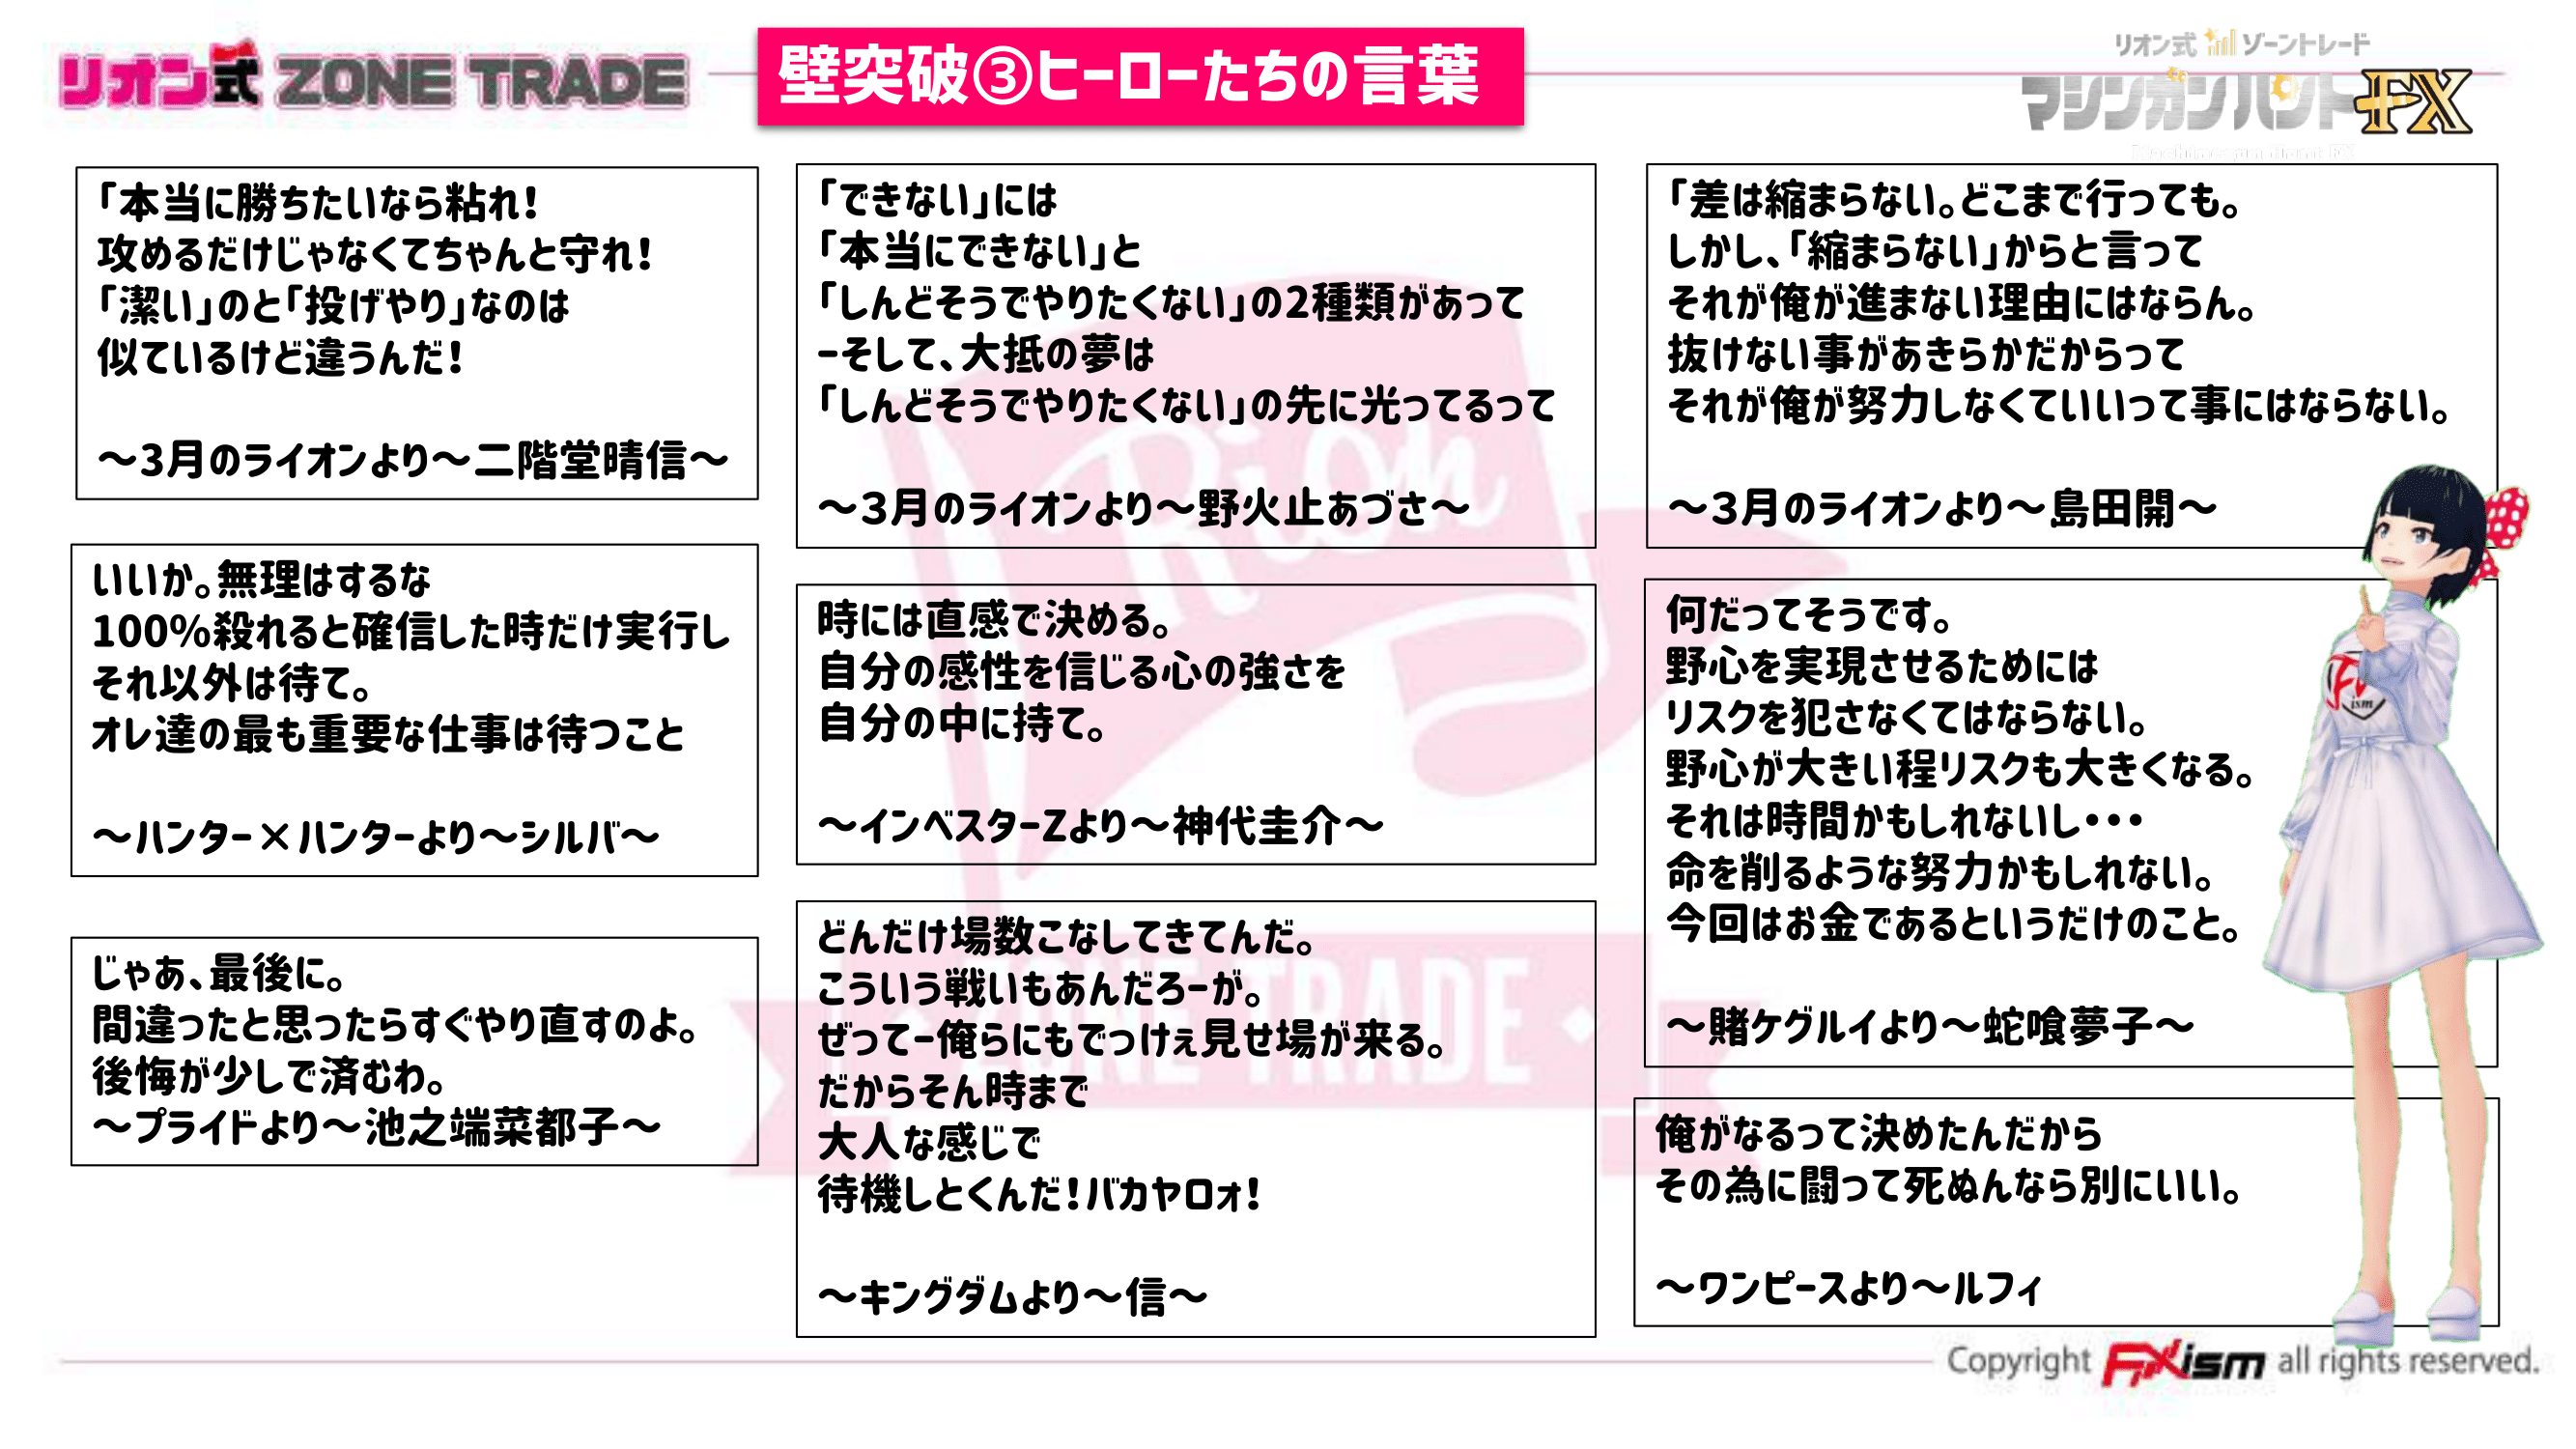 リオン式 ZONE TRADE
壁突破③ヒーローたちの言葉
リオン式 ゾーントレード
マシンガンハントFX
「本当に勝ちたいなら粘れ！
攻めるだけじゃなくてちゃんと守れ！
「潔い」のと「投げやり」なのは
似ているけど違うんだ！
～3月のライオンより～二階堂晴信～
いいか。無理はするな
100%殺れると確信した時だけ実行し
それ以外は待て。
オレ達の最も重要な仕事は待つこと
～ハンター×ハンターより～シルバ～
じゃあ、最後に。
間違ったと思ったらすぐやり直すのよ。
後悔が少しで済むわ。
～プライドより～池之端菜都子～
「できない」には
「本当にできない」と
「しんどそうでやりたくない」の2種類があって
ーそして、大抵の夢は
「しんどそうでやりたくない」の先に光ってるって
～３月のライオンより～野火止あづさ～
時には直感で決める。
自分の感性を信じる心の強さを
自分の中に持て。
～インベスターZより～神代圭介～
どんだけ場数こなしてきてんだ。
こういう戦いもあんだろーが。
ぜってー俺らにもでっけぇ見せ場が来る。
だからそん時まで
大人な感じで
待機しとくんだ！バカヤロォ！
～キングダムより～信～
「差は縮まらない。どこまで行っても。
しかし、「縮まらない」からと言って
それが俺が進まない理由にはならん。
抜けない事があきらかだからって
それが俺が努力しなくていいって事にはならない。
～３月のライオンより～島田開～
何だってそうです。
野心を実現させるためには
リスクを犯さなくてはならない。
野心が大きい程リスクも大きくなる。
それは時間かもしれないし・・・
命を削るような努力かもしれない。
今回はお金であるというだけのこと。
～賭ケグルイより～蛇喰夢子～
俺がなるって決めたんだから
その為に闘って死ぬんなら別にいい。
～ワンピースより～ルフィ
Rion
ZONE TRADE
FX ism
Copyright FXism all rights reserved.